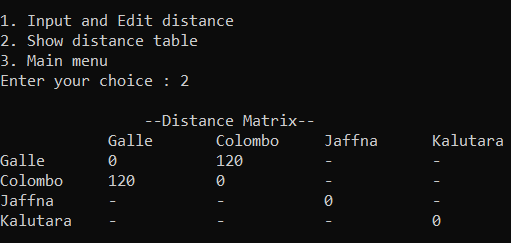 1. Input and Edit distance
2. Show distance table
3. Main menu
Enter your choice : 2
--Distance Matrix--
Galle Colombo Jaffna Kalutara
Galle 0 120 - -
Colombo 120 0 - -
Jaffna - - 0 -
Kalutara - - - 0